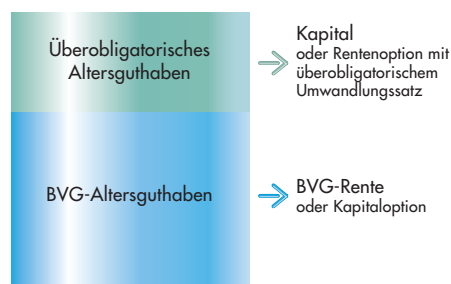 Überobligatorisches
Altersguthaben
Kapital
oder Rentenoption mit
überobligatorischem
Umwandlungssatz
BVG-Altersguthaben
BVG-Rente
oder Kapitaloption